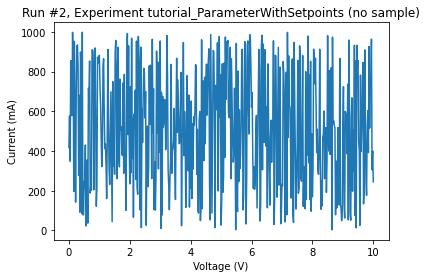 Run #2, Experiment tutorial_ParameterWithSetpoints (no sample)
1000
800
600
400
200
0
Current (mA)
0 2 4 6 8 10
Voltage (V)